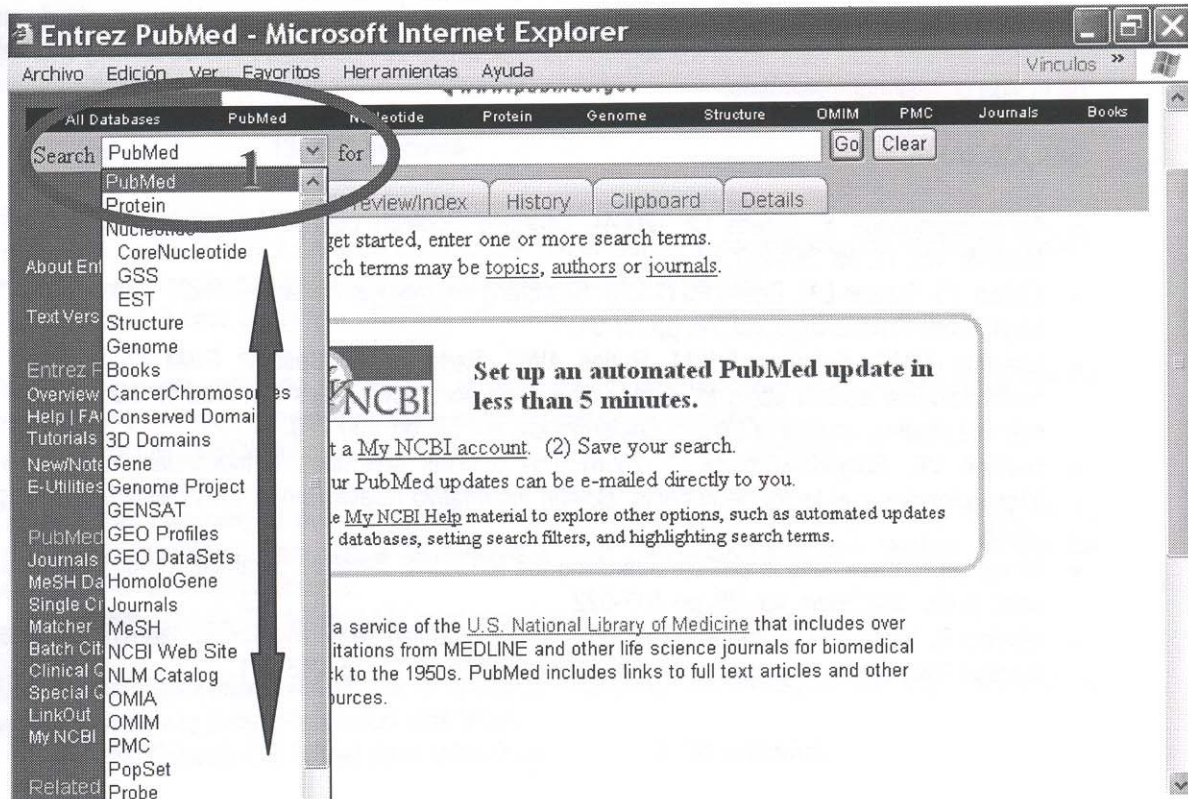 Entrez PubMed - Microsoft Internet Explorer
Archivo Edición Ver Favoritos Herramientas Ayuda Vínculos »
All Databases PubMed Nucleotide Protein Genome Structure OMIM PMC Journals Books
Search PubMed for Go Clear
1
PubMed
Protein
Nucleotide
CoreNucleotide
GSS
EST
Structure
Genome
Books
CancerChromosomes
Conserved Domai
3D Domains
Gene
Genome Project
GENSAT
GEO Profiles
GEO DataSets
HomoloGene
Journals
MeSH
NCBI Web Site
NLM Catalog
OMIA
OMIM
PMC
PopSet
Probe
review/Index History Clipboard Details
get started, enter one or more search terms.
rch terms may be topics, authors or journals.
About Ent
Text Vers
Entrez P
Overview
Help | FA
Tutorials
New/Note
E-Utilities
PubMed
Journals
MeSH Da
Single Ci
Matcher
Batch Cit
Clinical Q
Special Q
LinkOut
My NCBI
Related
NCBI
Set up an automated PubMed update in
less than 5 minutes.
t a My NCBI account. (2) Save your search.
ur PubMed updates can be e-mailed directly to you.
e My NCBI Help material to explore other options, such as automated updates
r databases, setting search filters, and highlighting search terms.
a service of the U.S. National Library of Medicine that includes over
itations from MEDLINE and other life science journals for biomedical
k to the 1950s. PubMed includes links to full text articles and other
ources.